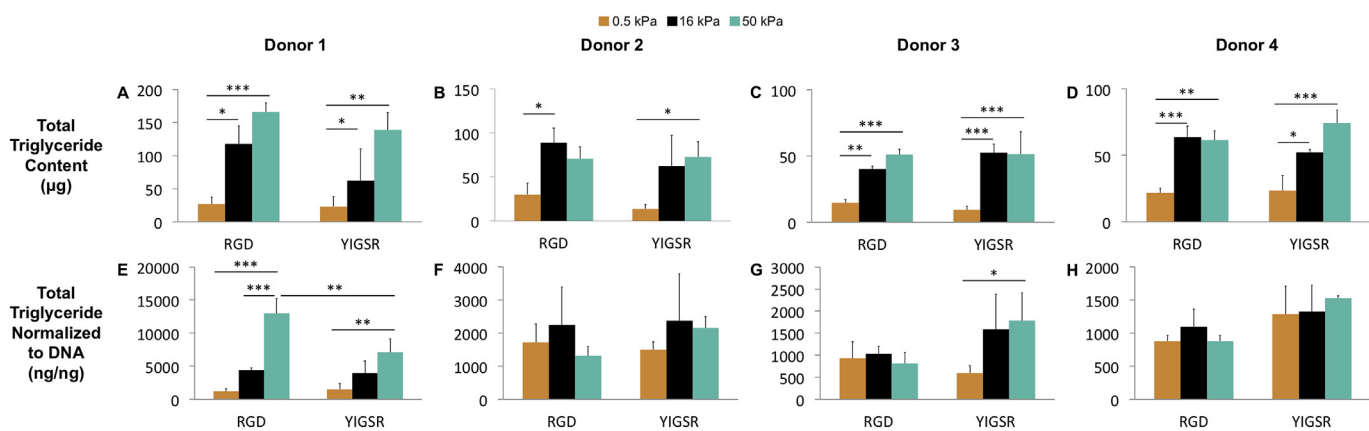 0.5 kPa 16 kPa 50 kPa
Donor 1 Donor 2 Donor 3 Donor 4
Total
Triglyceride
Content
(µg)
A
200
150
100
50
0
***
*
**
*
RGD YIGSR
B
150
100
50
0
*
*
RGD YIGSR
C
100
50
0
***
**
***
***
RGD YIGSR
D
100
50
0
**
***
***
*
RGD YIGSR
Total
Triglyceride
Normalized
to DNA
(ng/ng)
E
20000
15000
10000
5000
0
***
***
**
**
RGD YIGSR
F
4000
3000
2000
1000
0
RGD YIGSR
G
3000
2500
2000
1500
1000
500
0
*
RGD YIGSR
H
2000
1500
1000
500
0
RGD YIGSR